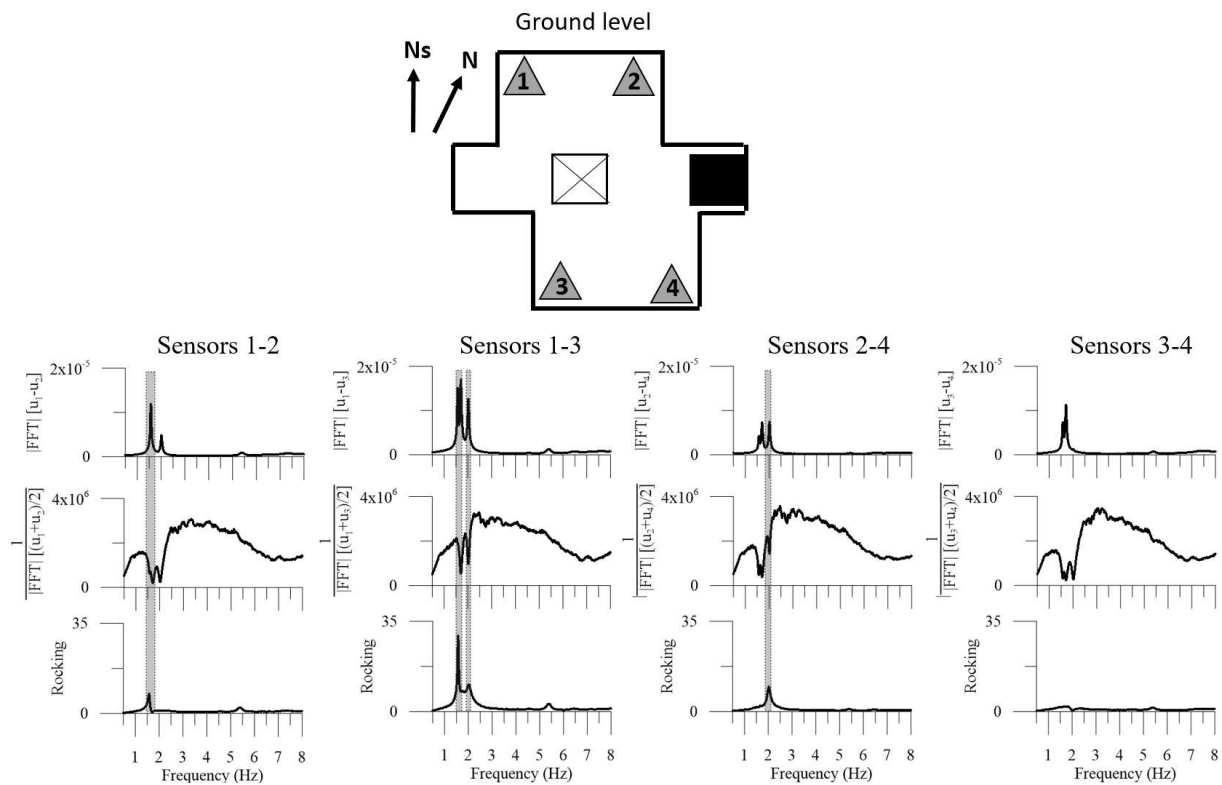 Ground level
Ns
N
1
2
3
4
Sensors 1-2
Sensors 1-3
Sensors 2-4
Sensors 3-4
|FFT| [u₁-u₂]
2x10⁻⁵
0
|FFT| [u₁-u₃]
2x10⁻⁵
0
|FFT| [u₂-u₄]
2x10⁻⁵
0
|FFT| [u₃-u₄]
2x10⁻⁵
0
1
|FFT| [(u₁+u₂)/2]
4x10⁶
0
1
|FFT| [(u₁+u₃)/2]
4x10⁶
0
1
|FFT| [(u₂+u₄)/2]
4x10⁶
0
1
|FFT| [(u₃+u₄)/2]
4x10⁶
0
Rocking
35
0
Rocking
35
0
Rocking
35
0
Rocking
35
0
1 2 3 4 5 6 7 8
1 2 3 4 5 6 7 8
1 2 3 4 5 6 7 8
1 2 3 4 5 6 7 8
Frequency (Hz)
Frequency (Hz)
Frequency (Hz)
Frequency (Hz)